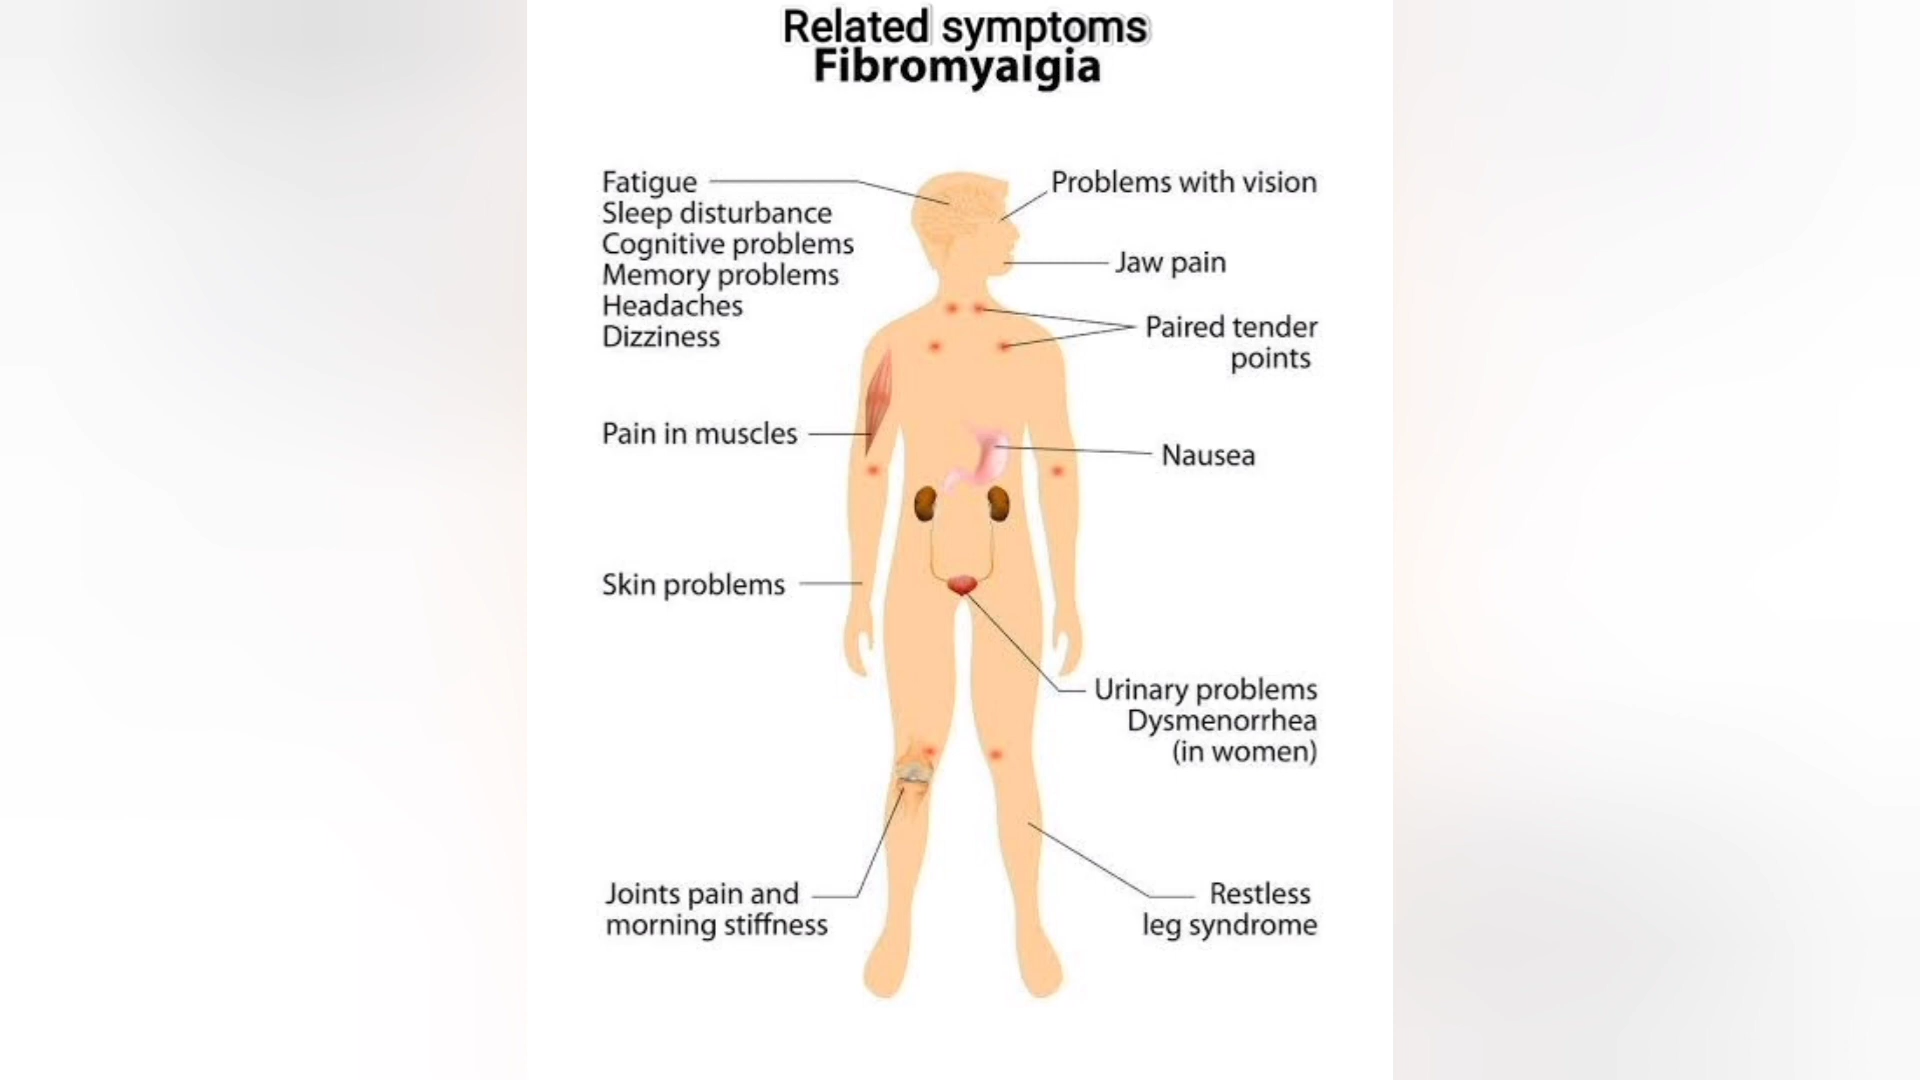 Related symptoms
Fibromyalgia
Fatigue
Sleep disturbance
Cognitive problems
Memory problems
Headaches
Dizziness
Problems with vision
Jaw pain
Paired tender
points
Pain in muscles
Nausea
Skin problems
Urinary problems
Dysmenorrhea
(in women)
Joints pain and
morning stiffness
Restless
leg syndrome